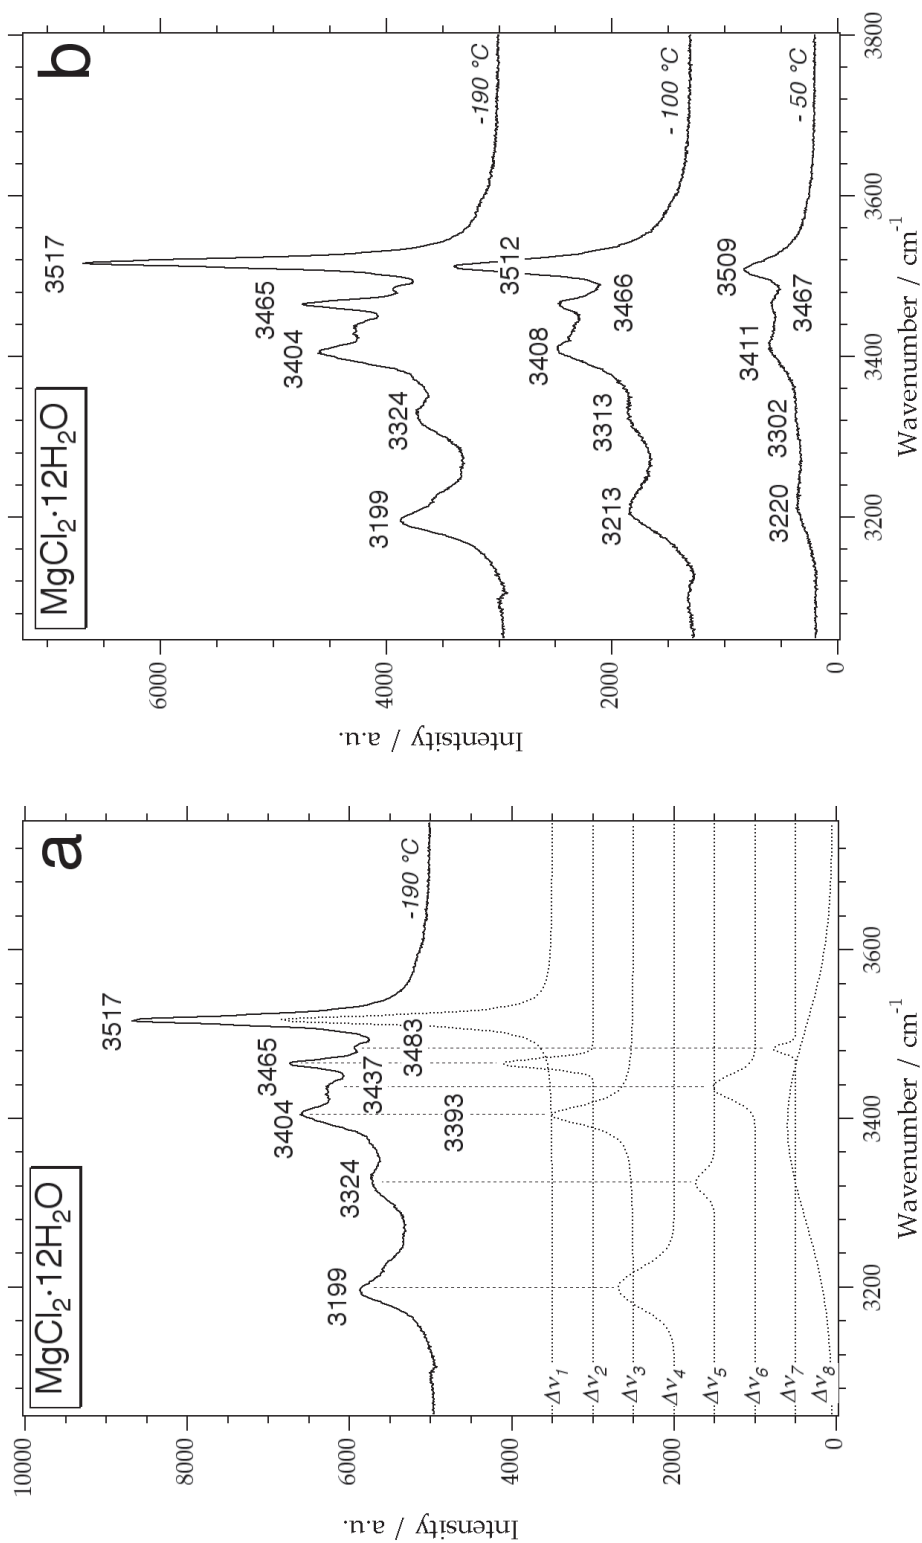 a
MgCl2·12H2O
3517
3465
3404
3324
3199
3483
3437
3393
-190 °C
Δν1
Δν2
Δν3
Δν4
Δν5
Δν6
Δν7
Δν8
10000
8000
6000
4000
2000
0
Intensity / a.u.
3200
3400
3600
Wavenumber / cm-1
b
MgCl2·12H2O
3517
3465
3404
3324
3199
-190 °C
3512
3466
3408
3313
3213
- 100 °C
3509
3467
3411
3302
3220
- 50 °C
6000
4000
2000
0
Intentsity / a.u.
3200
3400
3600
3800
Wavenumber / cm-1